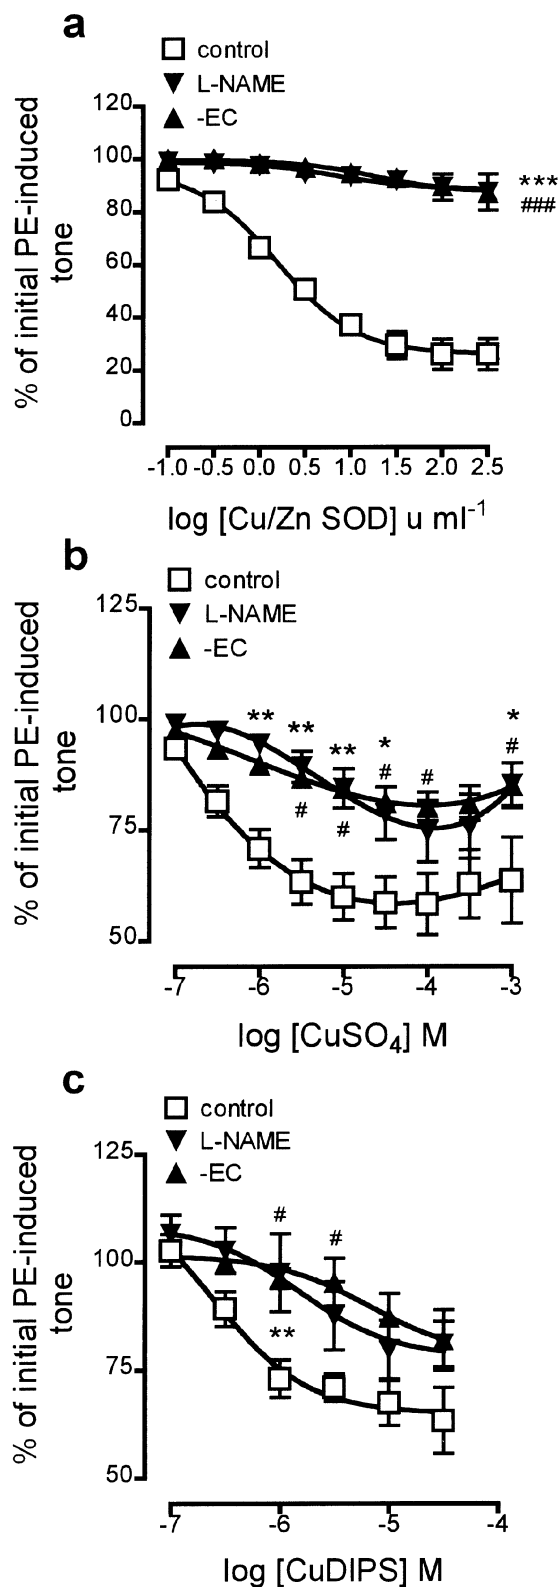 a
control
L-NAME
-EC
% of initial PE-induced
tone
120
100
80
60
40
20
0
***
###
-1.0 -0.5 0.0 0.5 1.0 1.5 2.0 2.5
log [Cu/Zn SOD] u ml-1
b
control
L-NAME
-EC
% of initial PE-induced
tone
125
100
75
50
** ** ** * # # * #
# #
-7 -6 -5 -4 -3
log [CuSO4] M
c
control
L-NAME
-EC
% of initial PE-induced
tone
125
100
75
50
# #
**
-7 -6 -5 -4
log [CuDIPS] M